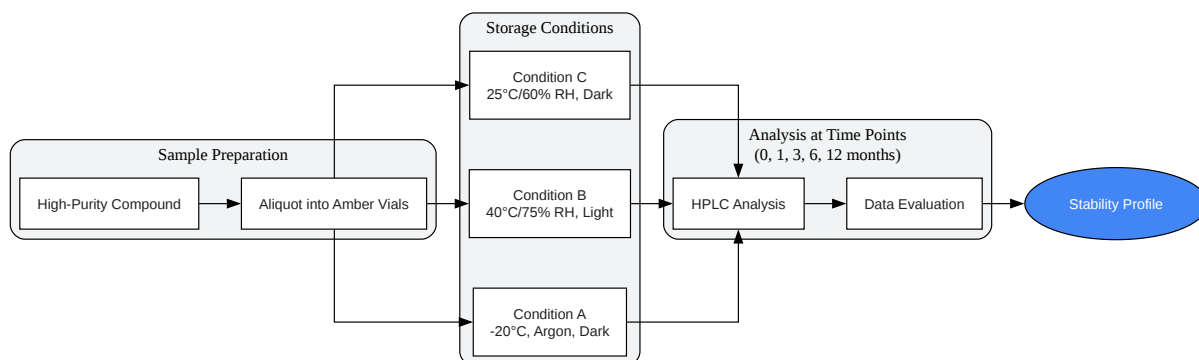 Storage Conditions
Condition C
25°C/60% RH, Dark
Analysis at Time Points
(0, 1, 3, 6, 12 months)
Sample Preparation
High-Purity Compound
Aliquot into Amber Vials
Condition B
40°C/75% RH, Light
HPLC Analysis
Data Evaluation
Stability Profile
Condition A
-20°C, Argon, Dark